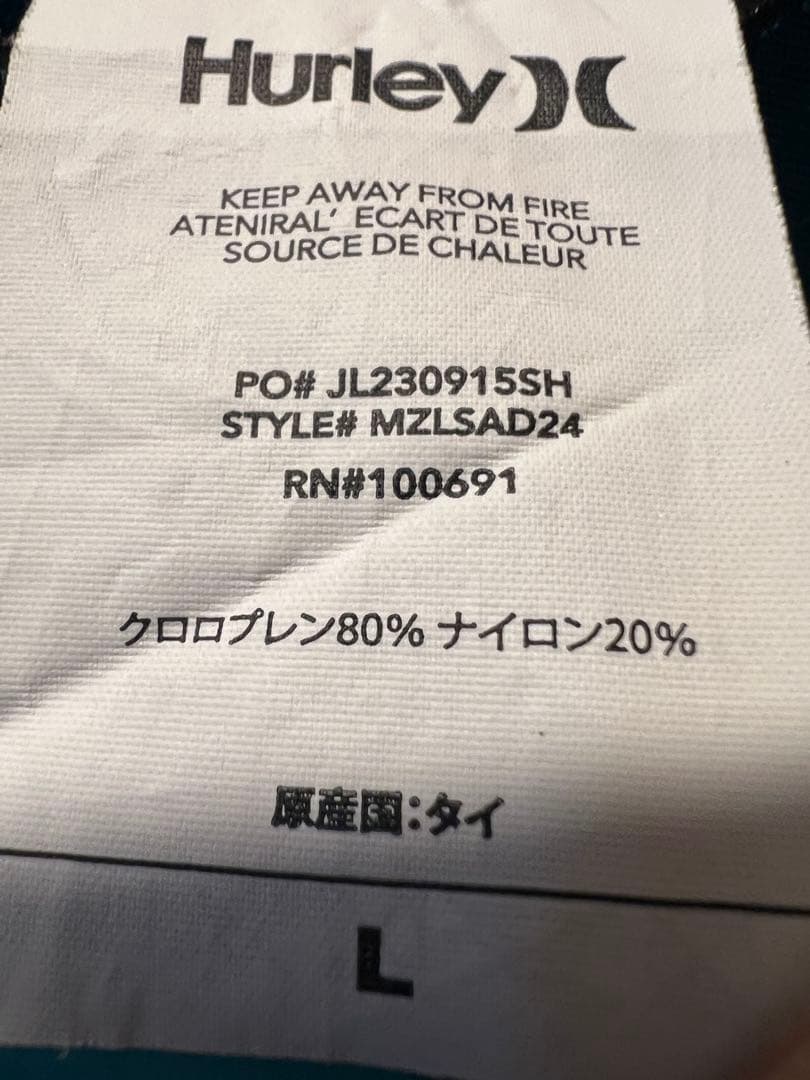 Hurley
KEEP AWAY FROM FIRE
ATENIRAL' ECART DE TOUTE
SOURCE DE CHALEUR
PO# JL230915SH
STYLE# MZLSAD24
RN#100691
クロロプレン80% ナイロン20%
原産国:タイ
L